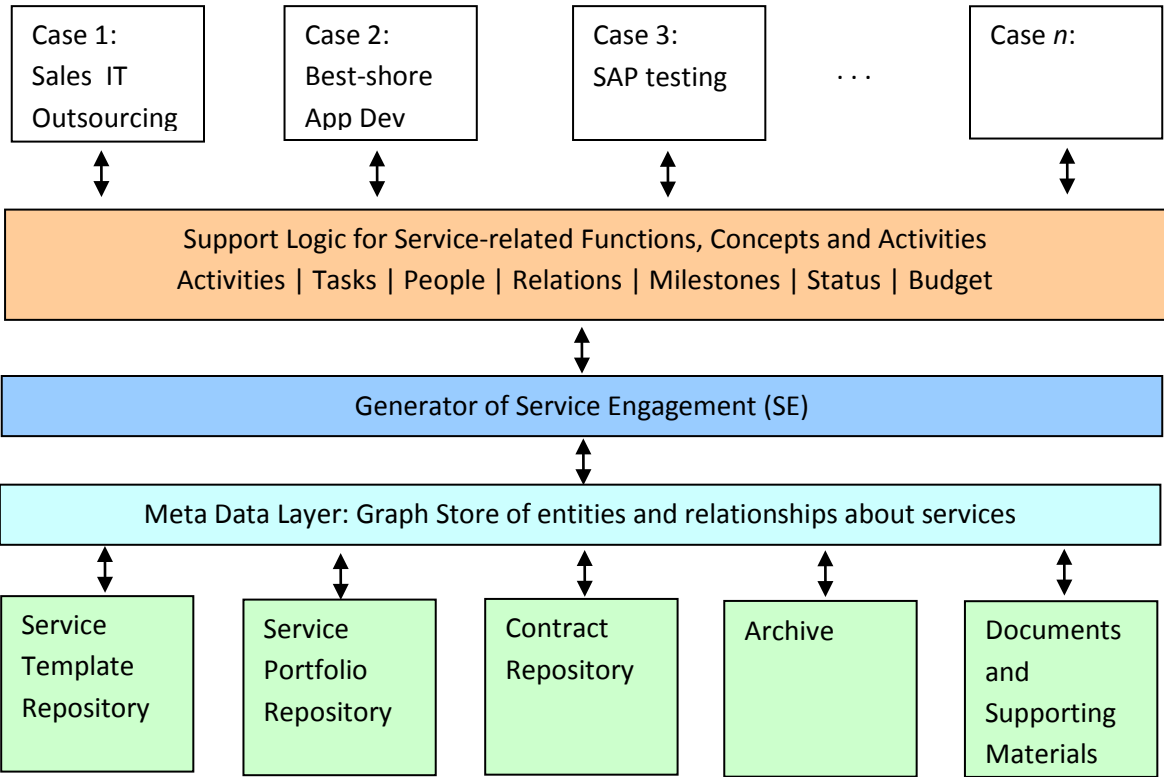 Case 1:
Sales IT
Outsourcing
Case 2:
Best-shore
App Dev
Case 3:
SAP testing
. . .
Case n:
Support Logic for Service-related Functions, Concepts and Activities
Activities | Tasks | People | Relations | Milestones | Status | Budget
Generator of Service Engagement (SE)
Meta Data Layer: Graph Store of entities and relationships about services
Service
Template
Repository
Service
Portfolio
Repository
Contract
Repository
Archive
Documents
and
Supporting
Materials